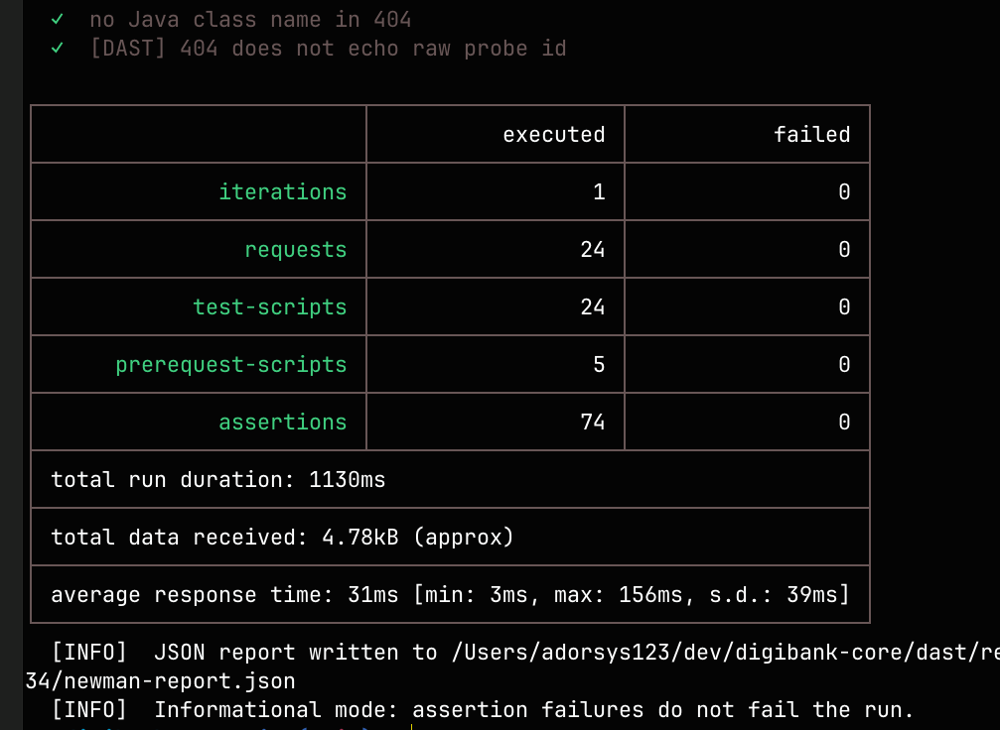 ✓ no Java class name in 404
✓ [DAST] 404 does not echo raw probe id
executed failed
iterations 1 0
requests 24 0
test-scripts 24 0
prerequest-scripts 5 0
assertions 74 0
total run duration: 1130ms
total data received: 4.78kB (approx)
average response time: 31ms [min: 3ms, max: 156ms, s.d.: 39ms]
[INFO] JSON report written to /Users/adorsys123/dev/digibank-core/dast/re
34/newman-report.json
[INFO] Informational mode: assertion failures do not fail the run.